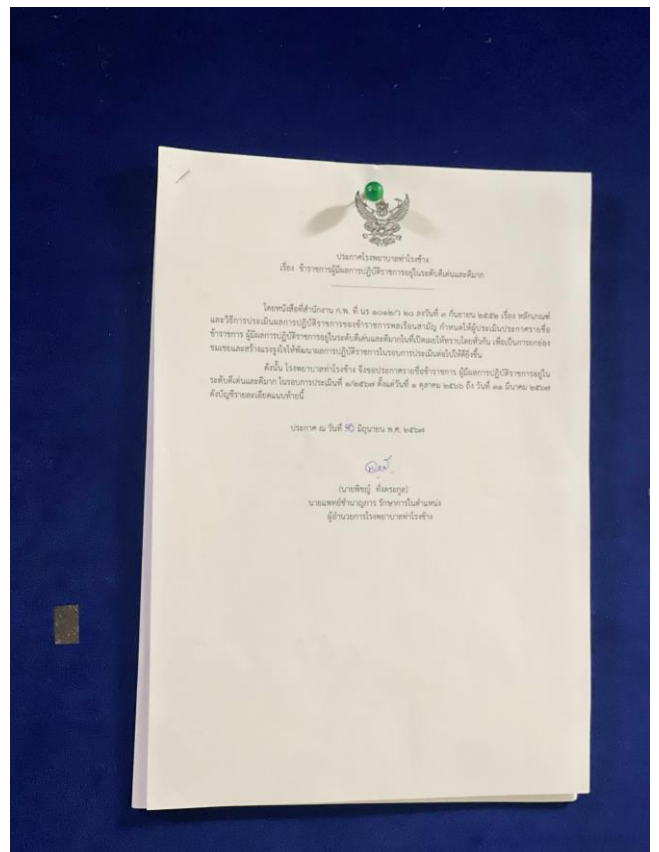 ประกาศโรงพยาบาลท่าโรงช้าง
เรื่อง ข้าราชการผู้มีผลการปฏิบัติราชการอยู่ในระดับดีเด่นและดีมาก
โดยหนังสือที่สำนักงาน ก.พ. ที่ นร ๑๐๑๒/ว ๒๐ ลงวันที่ ๓ กันยายน ๒๕๕๒ เรื่อง หลักเกณฑ์
และวิธีการประเมินผลการปฏิบัติราชการของข้าราชการพลเรือนสามัญ กำหนดให้ผู้ประเมินประกาศรายชื่อ
ข้าราชการ ผู้มีผลการปฏิบัติราชการอยู่ในระดับดีเด่นและดีมากในที่เปิดเผยให้ทราบโดยทั่วกัน เพื่อเป็นการยกย่อง
ชมเชยและสร้างแรงจูงใจให้พัฒนาผลการปฏิบัติราชการในรอบการประเมินต่อไปให้ดียิ่งขึ้น
ดังนั้น โรงพยาบาลท่าโรงช้าง จึงขอประกาศรายชื่อข้าราชการ ผู้มีผลการปฏิบัติราชการอยู่ใน
ระดับดีเด่นและดีมาก ในรอบการประเมินที่ ๑/๒๕๖๗ ตั้งแต่วันที่ ๑ ตุลาคม ๒๕๖๖ ถึง วันที่ ๓๑ มีนาคม ๒๕๖๗
ดังบัญชีรายละเอียดแนบท้ายนี้
ประกาศ ณ วันที่ มิถุนายน พ.ศ. ๒๕๖๗
(นายพิชญ์ ตั้งตระกูล)
นายแพทย์ชำนาญการ รักษาการในตำแหน่ง
ผู้อำนวยการโรงพยาบาลท่าโรงช้าง